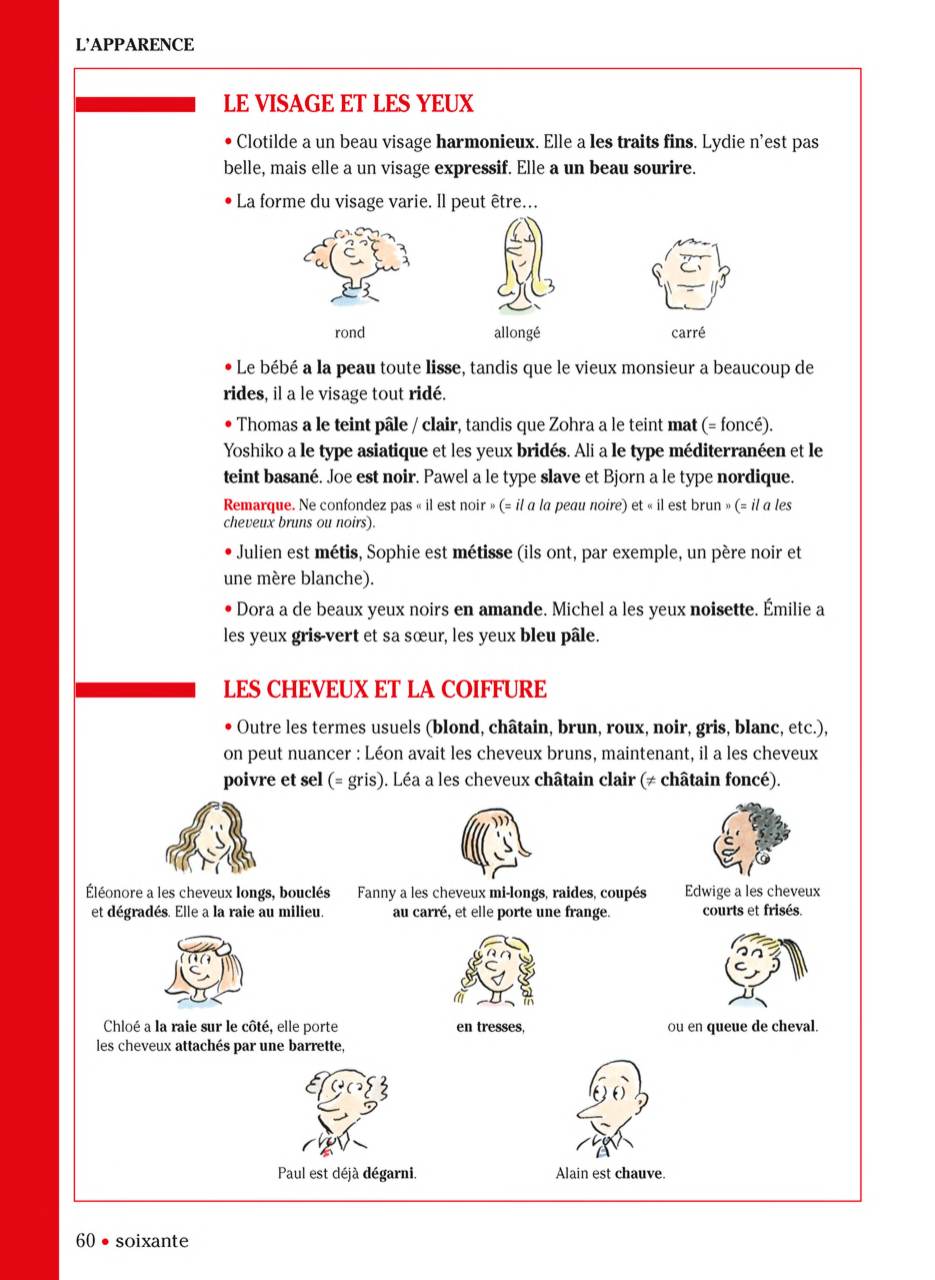 L'APPARENCE
LE VISAGE ET LES YEUX
• Clotilde a un beau visage harmonieux. Elle a les traits fins. Lydie n'est pas
belle, mais elle a un visage expressif. Elle a un beau sourire.
• La forme du visage varie. Il peut être…
rond allongé carré
• Le bébé a la peau toute lisse, tandis que le vieux monsieur a beaucoup de
rides, il a le visage tout ridé.
• Thomas a le teint pâle / clair, tandis que Zohra a le teint mat (= foncé).
Yoshiko a le type asiatique et les yeux bridés. Ali a le type méditerranéen et le
teint basané. Joe est noir. Pawel a le type slave et Bjorn a le type nordique.
Remarque. Ne confondez pas « il est noir » (= il a la peau noire) et « il est brun » (= il a les
cheveux bruns ou noirs).
• Julien est métis, Sophie est métisse (ils ont, par exemple, un père noir et
une mère blanche).
• Dora a de beaux yeux noirs en amande. Michel a les yeux noisette. Émilie a
les yeux gris-vert et sa sœur, les yeux bleu pâle.
LES CHEVEUX ET LA COIFFURE
• Outre les termes usuels (blond, châtain, brun, roux, noir, gris, blanc, etc.),
on peut nuancer : Léon avait les cheveux bruns, maintenant, il a les cheveux
poivre et sel (= gris). Léa a les cheveux châtain clair (≠ châtain foncé).
Éléonore a les cheveux longs, bouclés
et dégradés. Elle a la raie au milieu.
Fanny a les cheveux mi-longs, raides, coupés
au carré, et elle porte une frange.
Edwige a les cheveux
courts et frisés.
Chloé a la raie sur le côté, elle porte
les cheveux attachés par une barrette,
en tresses,
ou en queue de cheval.
Paul est déjà dégarni.
Alain est chauve.
60 • soixante